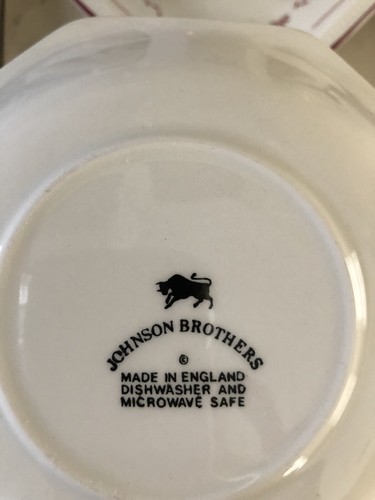 JOHNSON BROTHERS
©
MADE IN ENGLAND
DISHWASHER AND
MICROWAVE SAFE